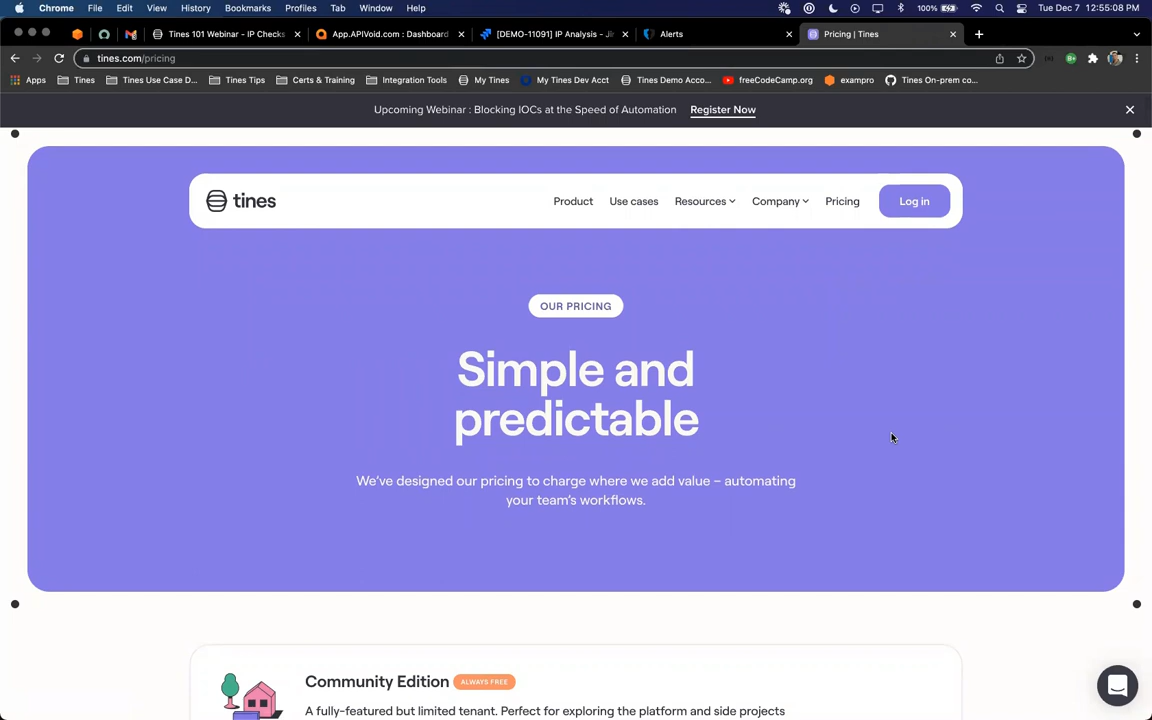 Chrome File Edit View History Bookmarks Profiles Tab Window Help 100% 69 Tue Dec 7 12:55:08 PM
Tines 101 Webinar - IP Checks App.APIVoid.com : Dashboard [DEMO-11091] IP Analysis - Jir Alerts Pricing | Tines
tines.com/pricing
Apps Tines Tines Use Case D... Tines Tips Certs & Training Integration Tools My Tines My Tines Dev Acct Tines Demo Acco... freeCodeCamp.org exampro Tines On-prem co...
Upcoming Webinar : Blocking IOCs at the Speed of Automation Register Now
tines Product Use cases Resources Company Pricing Log in
OUR PRICING
Simple and
predictable
We've designed our pricing to charge where we add value – automating
your team's workflows.
Community Edition ALWAYS FREE
A fully-featured but limited tenant. Perfect for exploring the platform and side projects